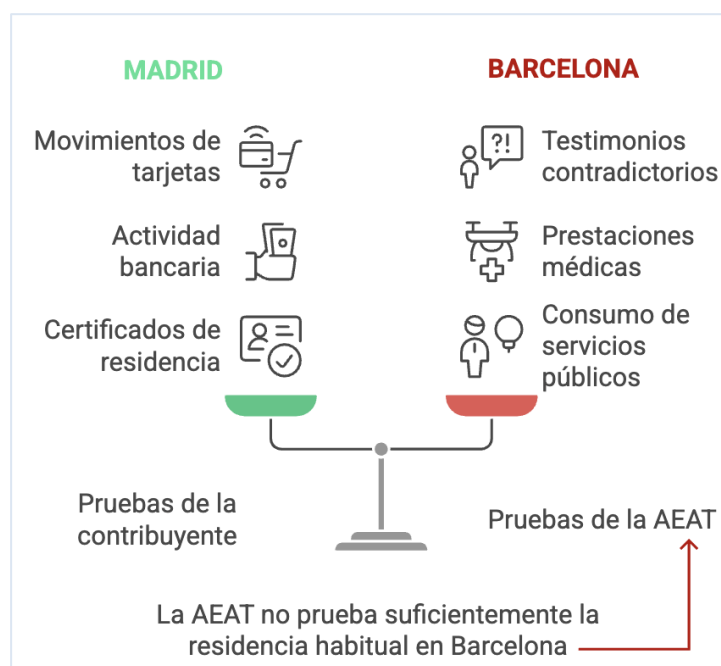 MADRID
Movimientos de
tarjetas
Actividad
bancaria
Certificados de
residencia
BARCELONA
?!
Testimonios
contradictorios
Prestaciones
médicas
Consumo de
servicios
públicos
Pruebas de la
contribuyente
Pruebas de la AEAT
La AEAT no prueba suficientemente la
residencia habitual en Barcelona